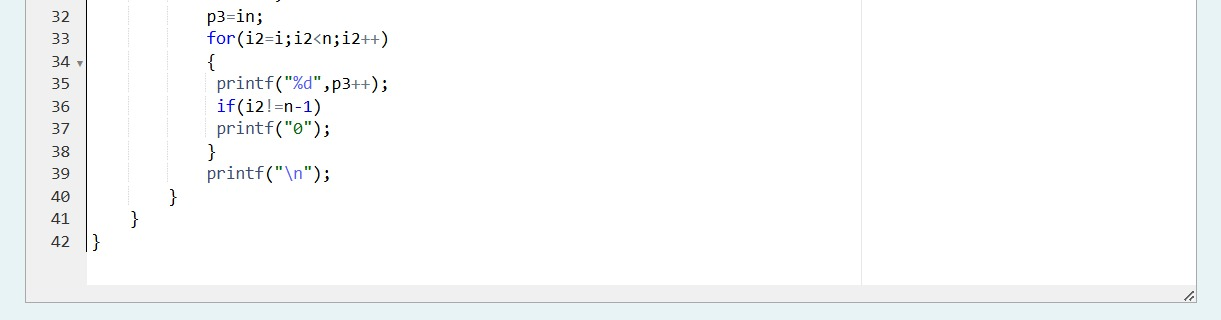 32 p3=in;
33 for(i2=i;i2<n;i2++)
34 {
35 printf("%d",p3++);
36 if(i2!=n-1)
37 printf("0");
38 }
39 printf("\n");
40 }
41 }
42 }